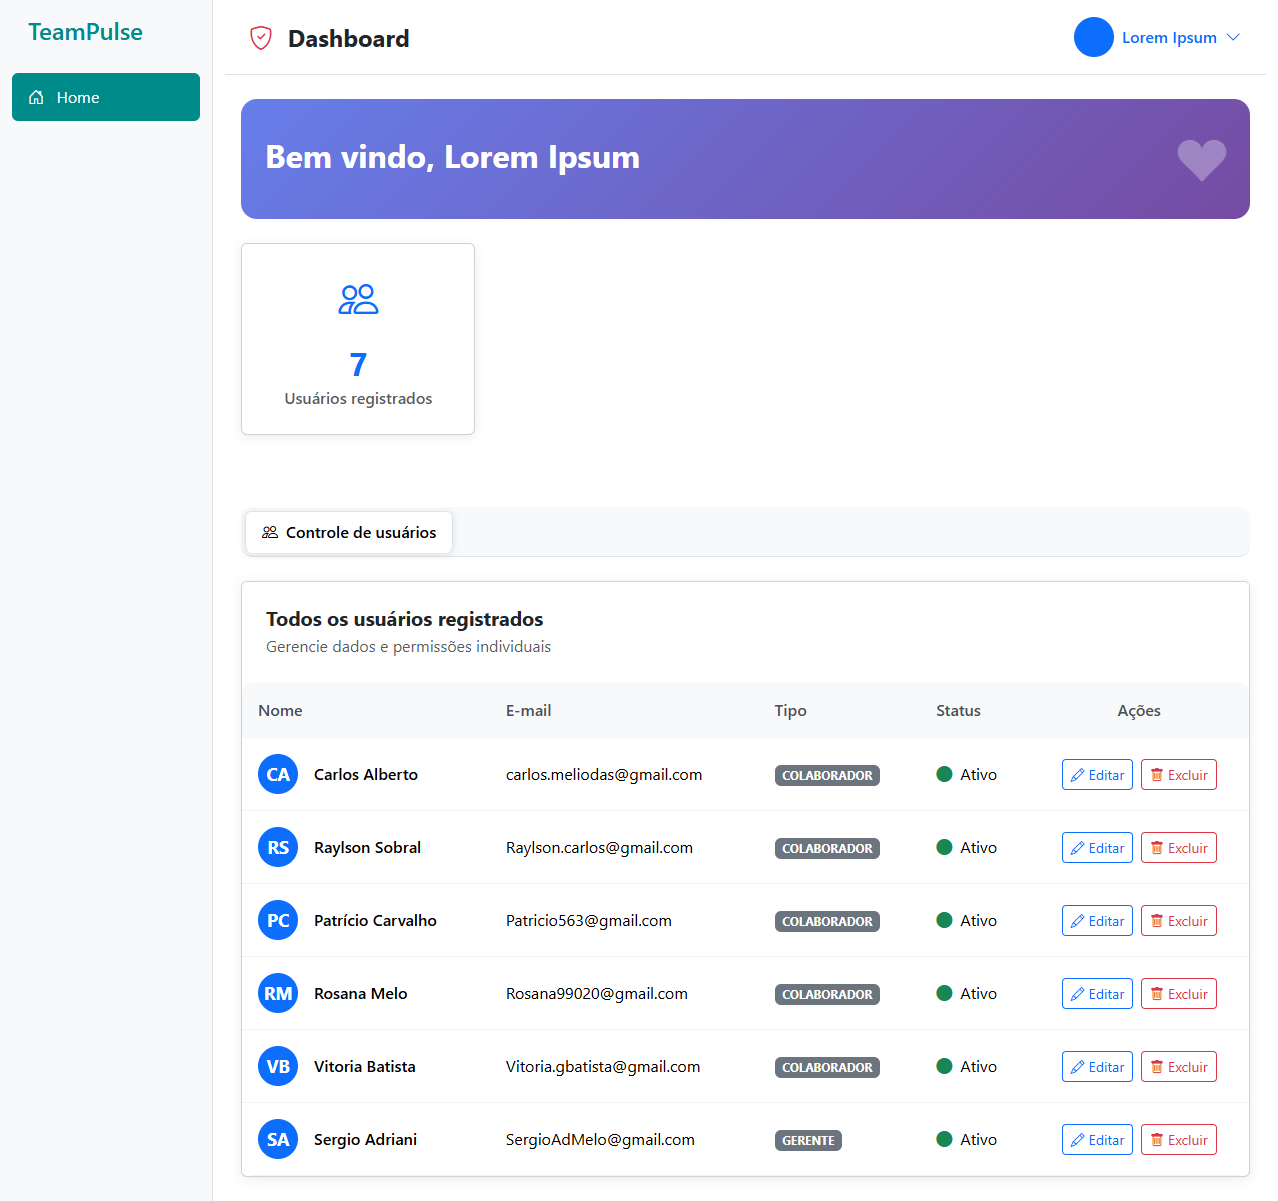 TeamPulse
Home
Dashboard
Lorem Ipsum
Bem vindo, Lorem Ipsum
7
Usuários registrados
Controle de usuários
Todos os usuários registrados
Gerencie dados e permissões individuais
Nome E-mail Tipo Status Ações
CA Carlos Alberto carlos.meliodas@gmail.com COLABORADOR Ativo Editar Excluir
RS Raylson Sobral Raylson.carlos@gmail.com COLABORADOR Ativo Editar Excluir
PC Patrício Carvalho Patricio563@gmail.com COLABORADOR Ativo Editar Excluir
RM Rosana Melo Rosana99020@gmail.com COLABORADOR Ativo Editar Excluir
VB Vitoria Batista Vitoria.gbatista@gmail.com COLABORADOR Ativo Editar Excluir
SA Sergio Adriani SergioAdMelo@gmail.com GERENTE Ativo Editar Excluir